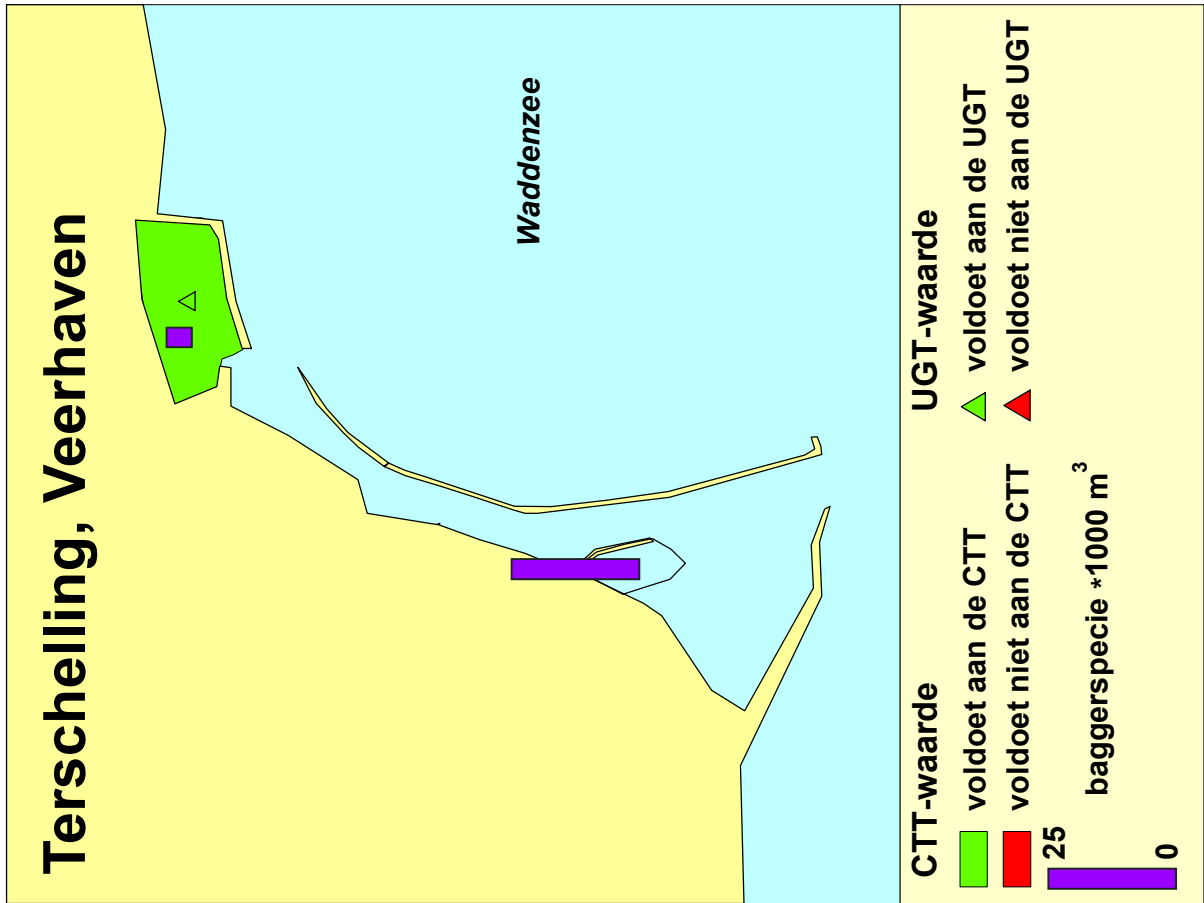 Terschelling, Veerhaven
Waddenzee
CTT-waarde
voldoet aan de CTT
voldoet niet aan de CTT
25
0
baggerspecie *1000 m³
UGT-waarde
voldoet aan de UGT
voldoet niet aan de UGT